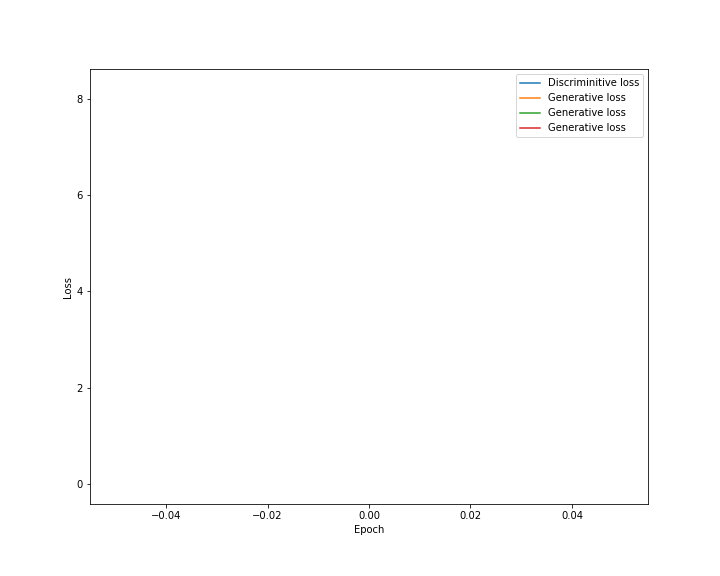 Discriminitive loss
Generative loss
Generative loss
Generative loss
8
6
4
2
0
Loss
−0.04 −0.02 0.00 0.02 0.04
Epoch